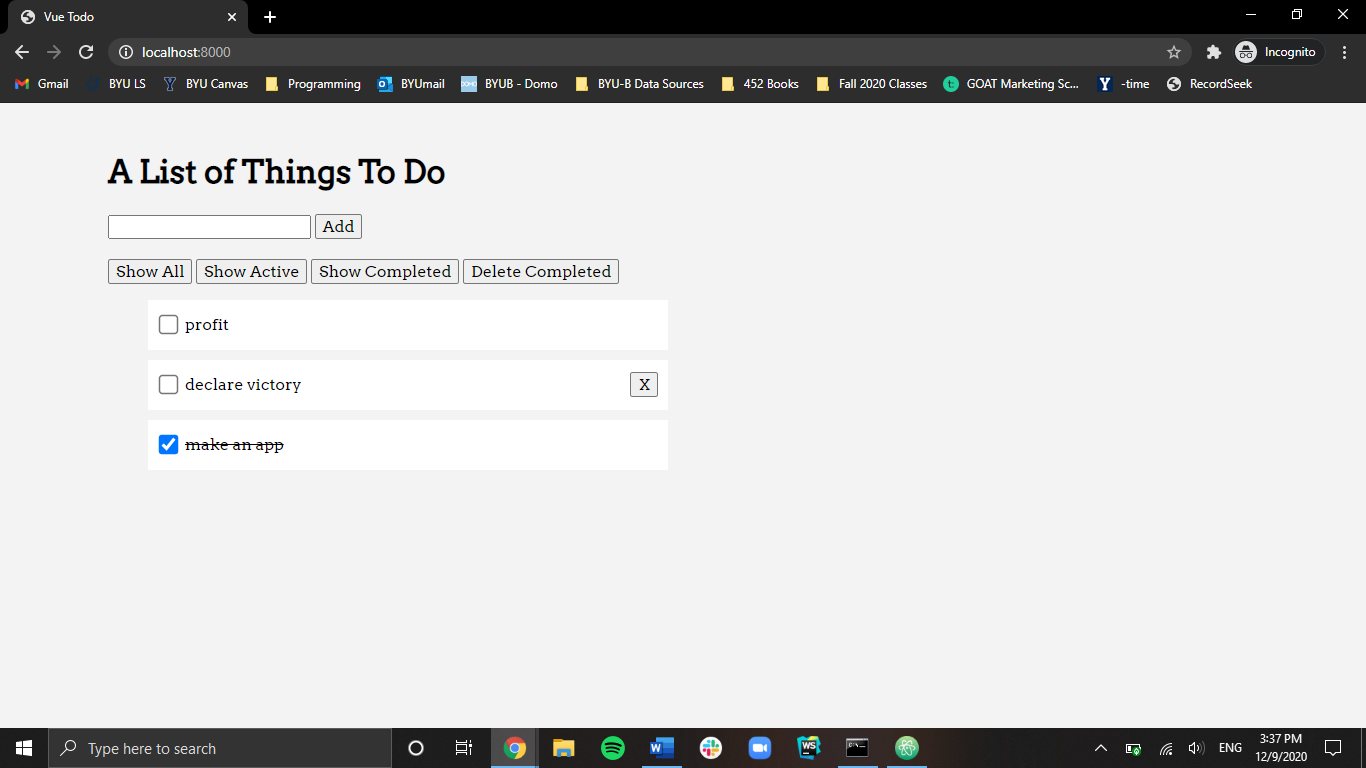 Vue Todo
localhost:8000
Incognito
Gmail BYU LS BYU Canvas Programming BYUmail BYUB - Domo BYU-B Data Sources 452 Books Fall 2020 Classes GOAT Marketing Sc... -time RecordSeek
A List of Things To Do
Add
Show All Show Active Show Completed Delete Completed
profit
declare victory X
make an app
Type here to search
ENG
3:37 PM
12/9/2020